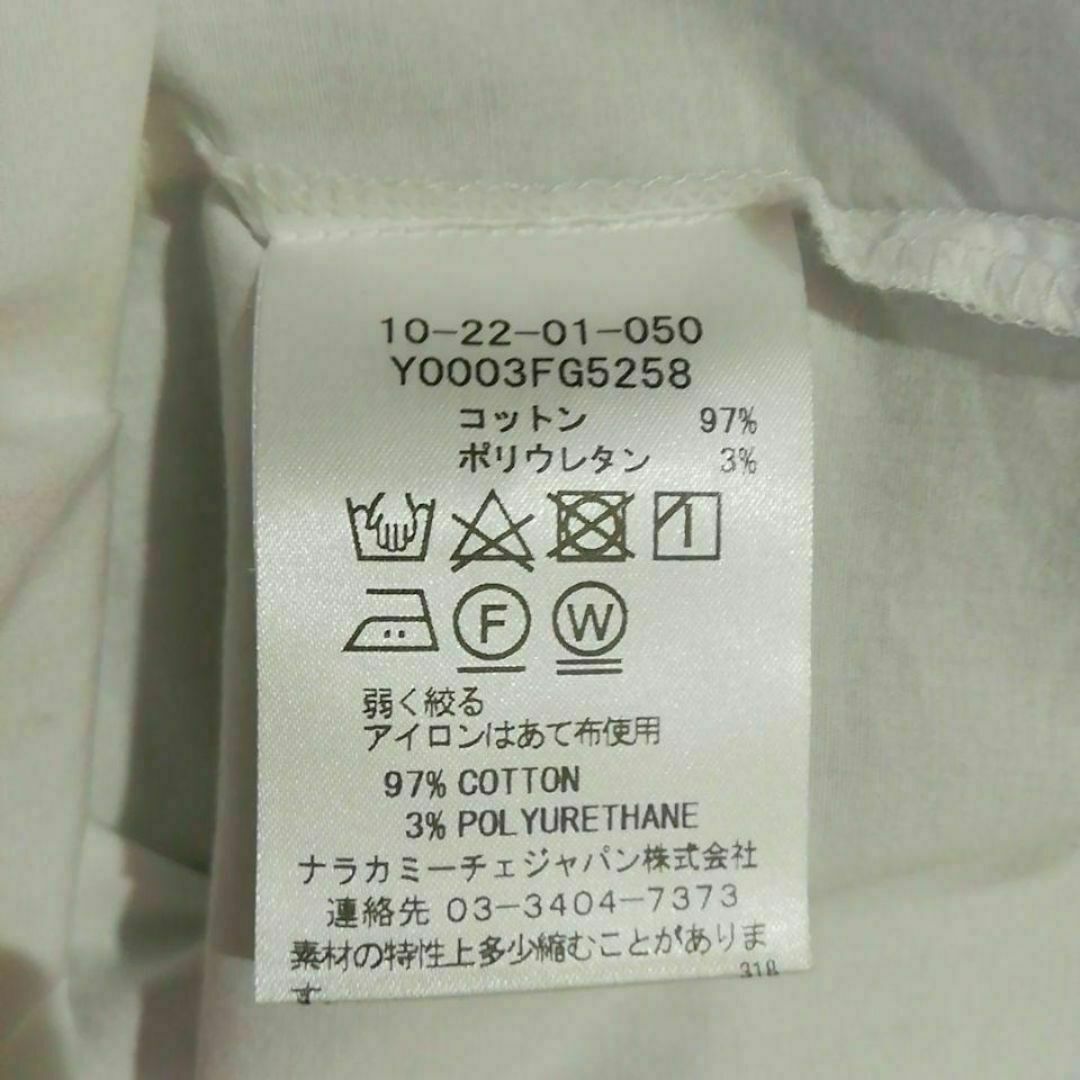 10-22-01-050
Y0003FG5258
コットン 97%
ポリウレタン 3%
F W
弱く絞る
アイロンはあて布使用
97% COTTON
3% POLYURETHANE
ナラカミーチェジャパン株式会社
連絡先 03-3404-7373
素材の特性上多少縮むことがありま
す.